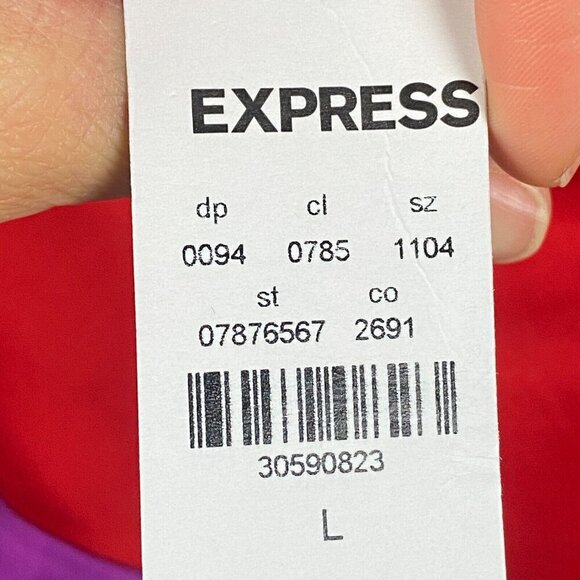 EXPRESS
dp cl sz
0094 0785 1104
st co
07876567 2691
30590823
L